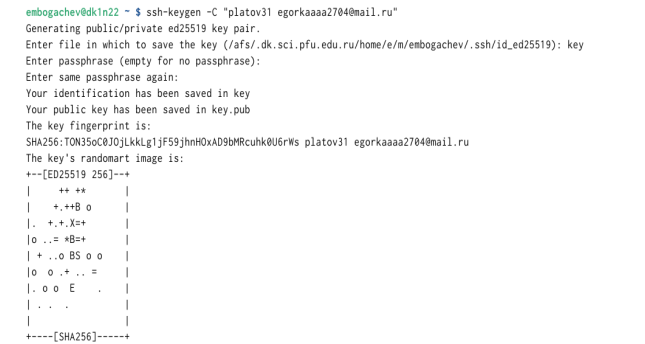 embogachev@dk1n22 ~ $ ssh-keygen -C "platov31 egorkaaaa2704@mail.ru"
Generating public/private ed25519 key pair.
Enter file in which to save the key (/afs/.dk.sci.pfu.edu.ru/home/e/m/embogachev/.ssh/id_ed25519): key
Enter passphrase (empty for no passphrase):
Enter same passphrase again:
Your identification has been saved in key
Your public key has been saved in key.pub
The key fingerprint is:
SHA256:TON35oC0JOjLkkLg1jF59jhnHOxAD9bMRcuhk0U6rWs platov31 egorkaaaa2704@mail.ru
The key's randomart image is:
+--[ED25519 256]--+
|     ++ +*       |
|    +.++B o      |
|.  +.+.X=+       |
|o ..= *B=+       |
| + ..o BS o o    |
|o  o .+ .. =     |
|. o o  E    .    |
| . .   .         |
|                 |
+----[SHA256]-----+